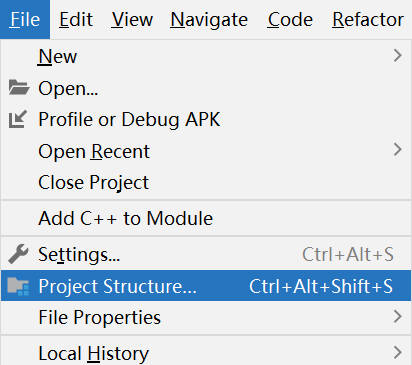 File Edit View Navigate Code Refactor
New
Open...
Profile or Debug APK
Open Recent
Close Project
Add C++ to Module
Settings... Ctrl+Alt+S
Project Structure... Ctrl+Alt+Shift+S
File Properties
Local History